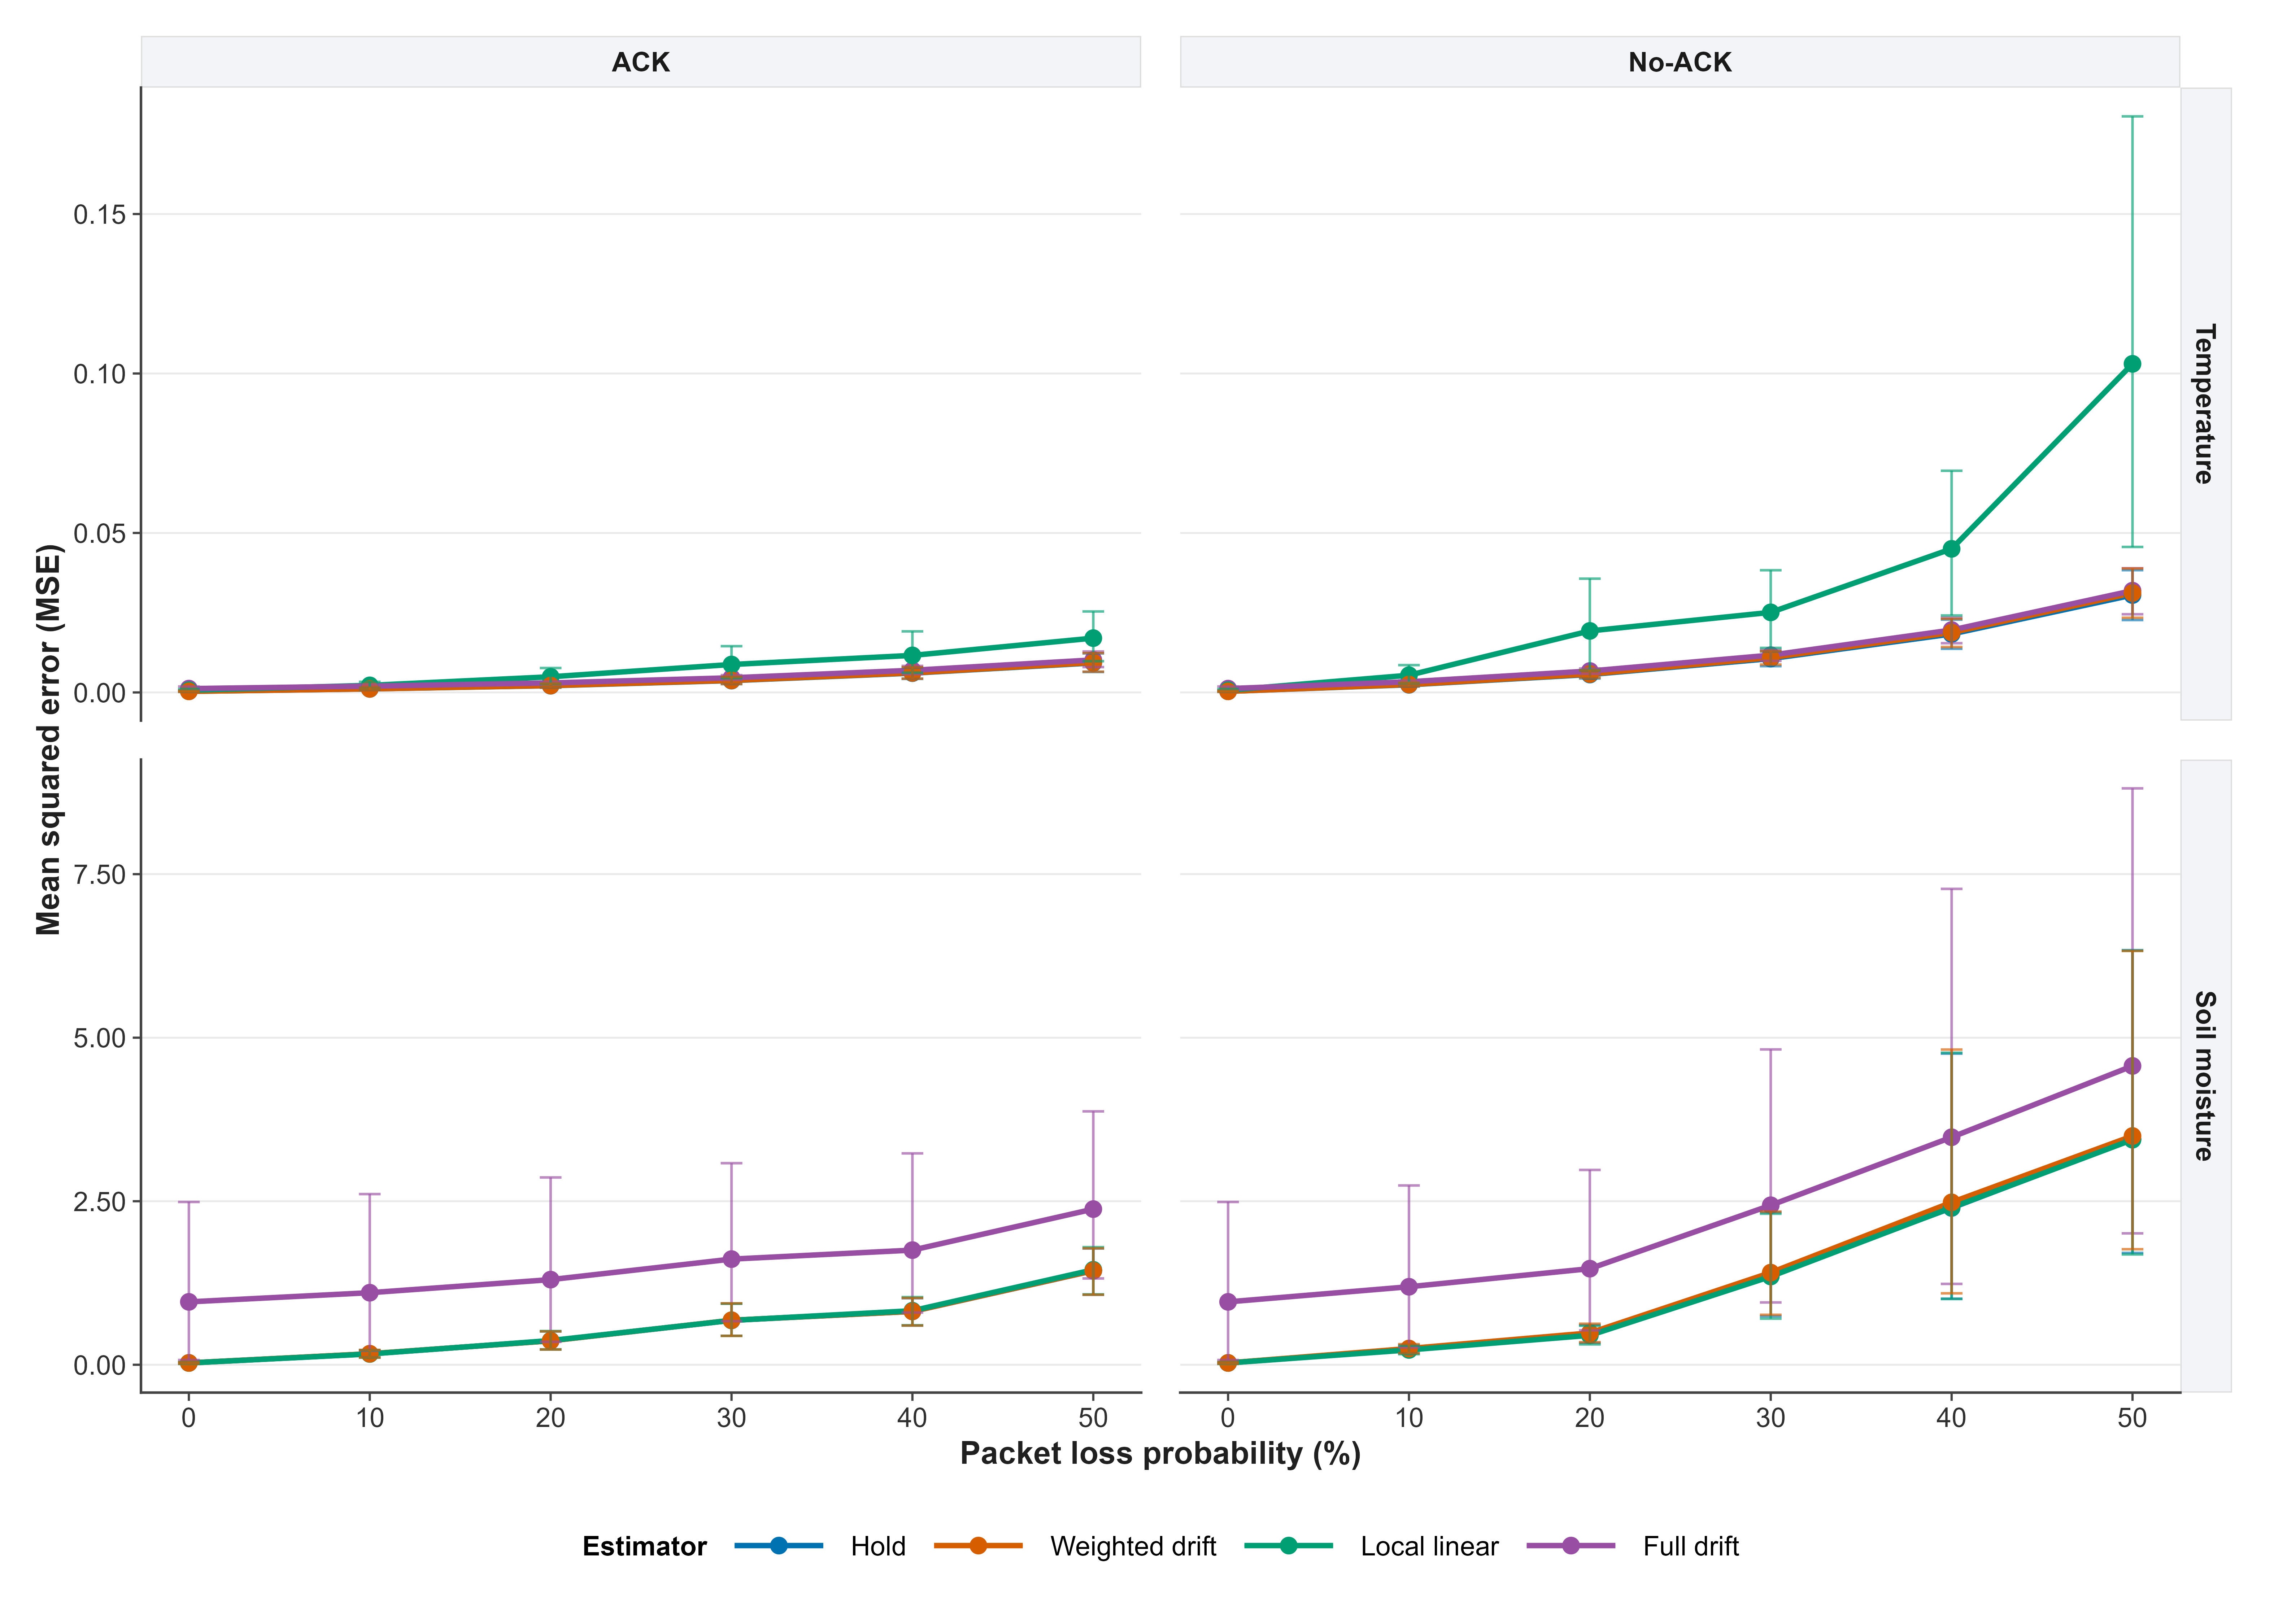 ACK
No-ACK
Temperature
Soil moisture
Mean squared error (MSE)
0.15
0.10
0.05
0.00
7.50
5.00
2.50
0.00
0 10 20 30 40 50
0 10 20 30 40 50
Packet loss probability (%)
Estimator Hold Weighted drift Local linear Full drift